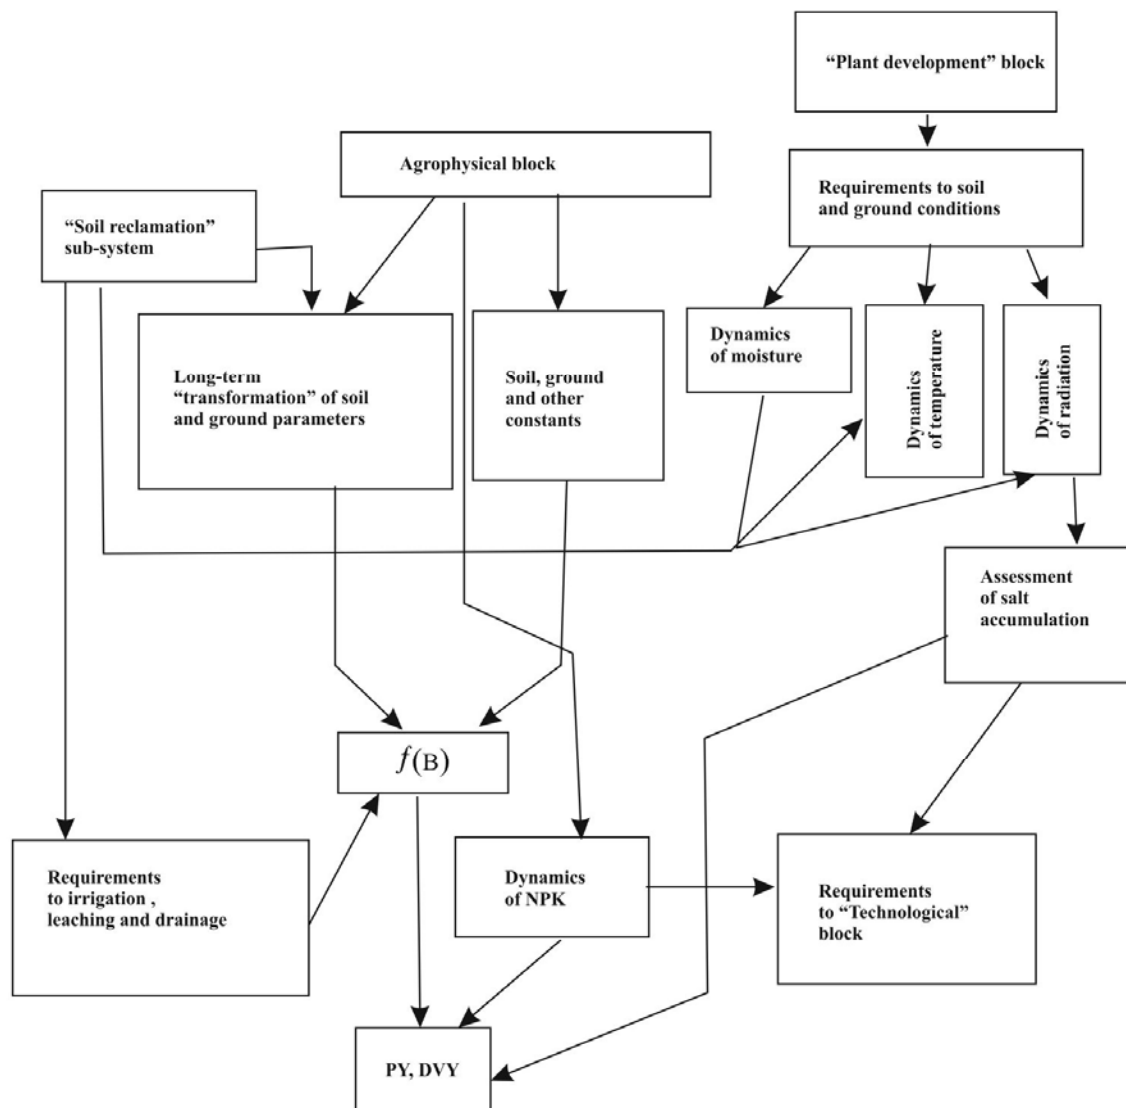 “Plant development” block
Agrophysical block
Requirements to soil
and ground conditions
“Soil reclamation”
sub-system
Dynamics
of moisture
Dynamics
of temperature
Dynamics
of radiation
Long-term
“transformation” of soil
and ground parameters
Soil, ground
and other
constants
Assessment
of salt
accumulation
f(B)
Requirements
to irrigation ,
leaching and drainage
Dynamics
of NPK
Requirements
to “Technological”
block
PY, DVY